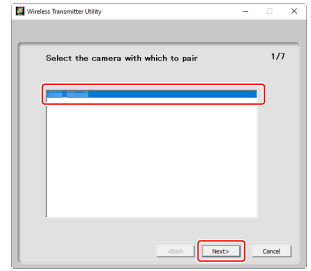 Wireless Transmitter Utility
Select the camera with which to pair 1/7
<Back Next> Cancel